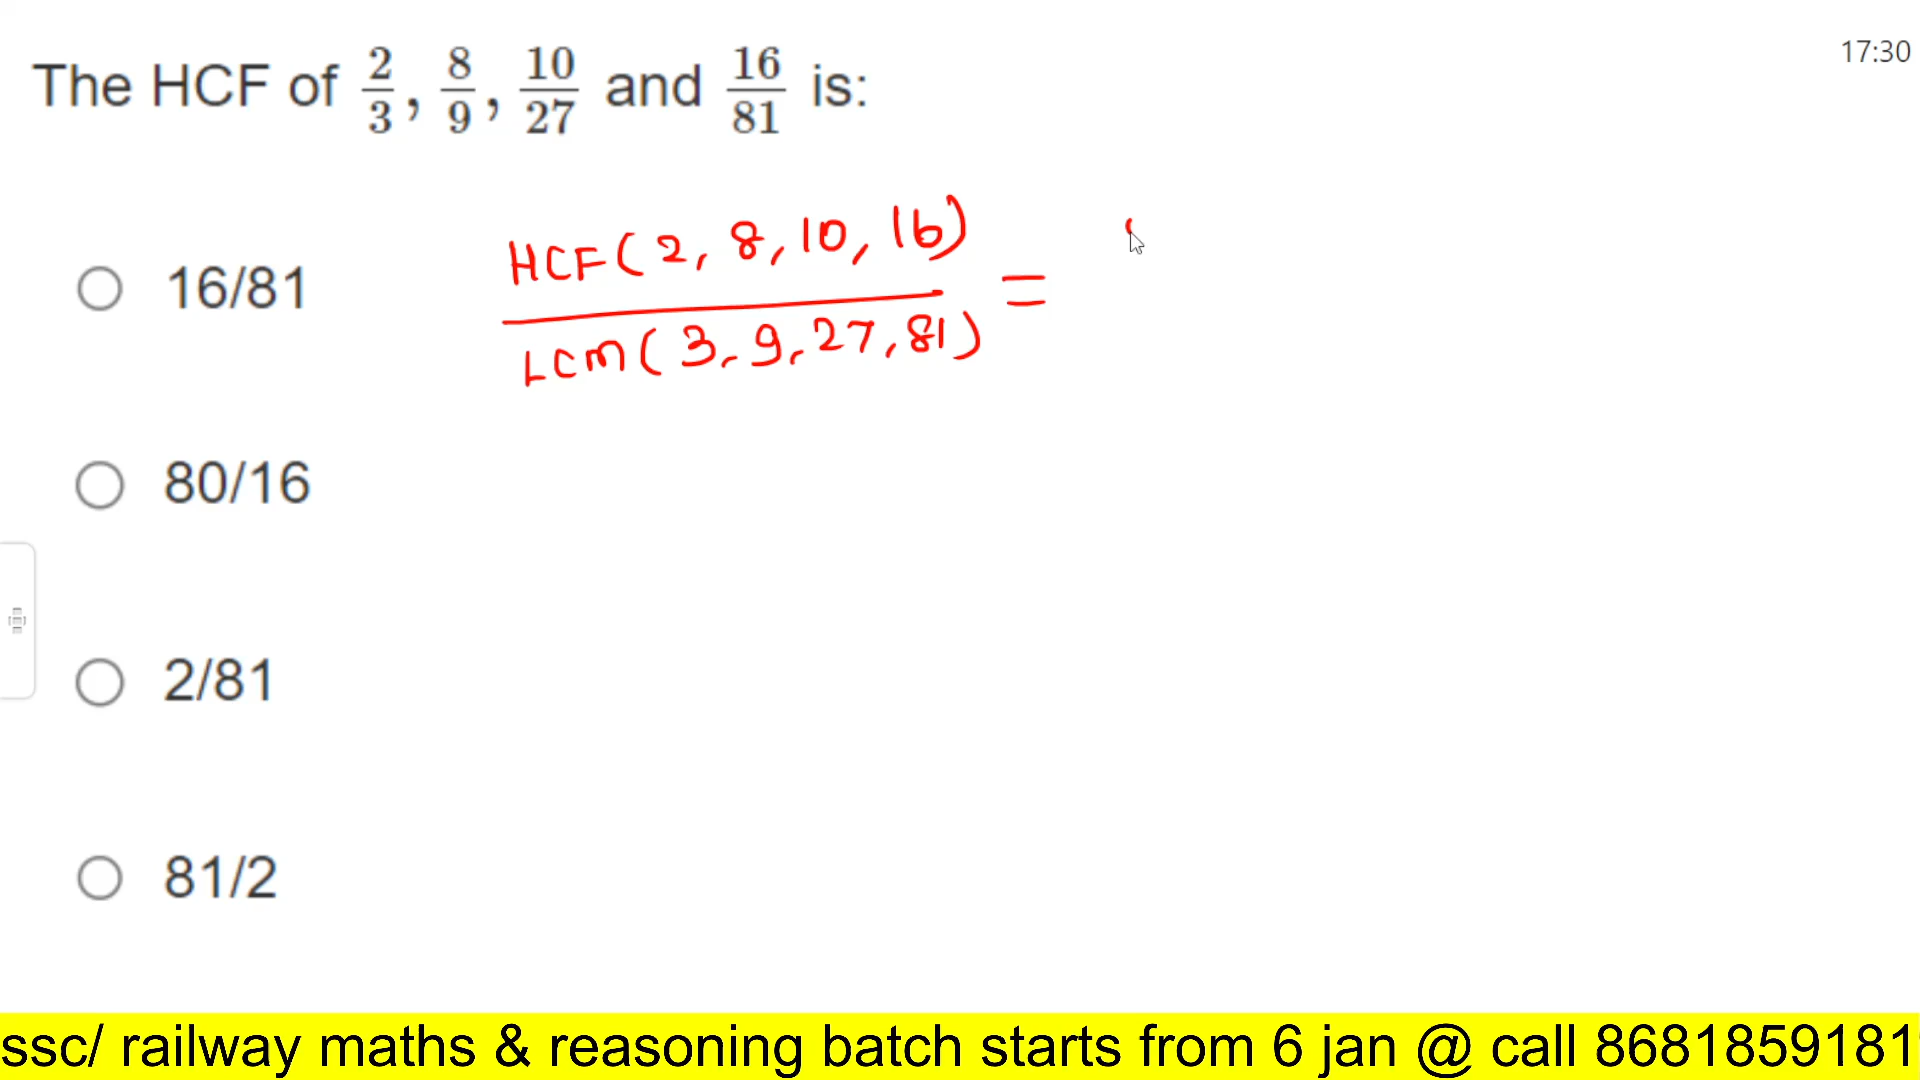 The HCF of 2/3, 8/9, 10/27 and 16/81 is:
17:30
HCF(2, 8, 10, 16)
=
LCM(3, 9, 27, 81)
16/81
80/16
2/81
81/2
ssc/ railway maths & reasoning batch starts from 6 jan @ call 8681859181